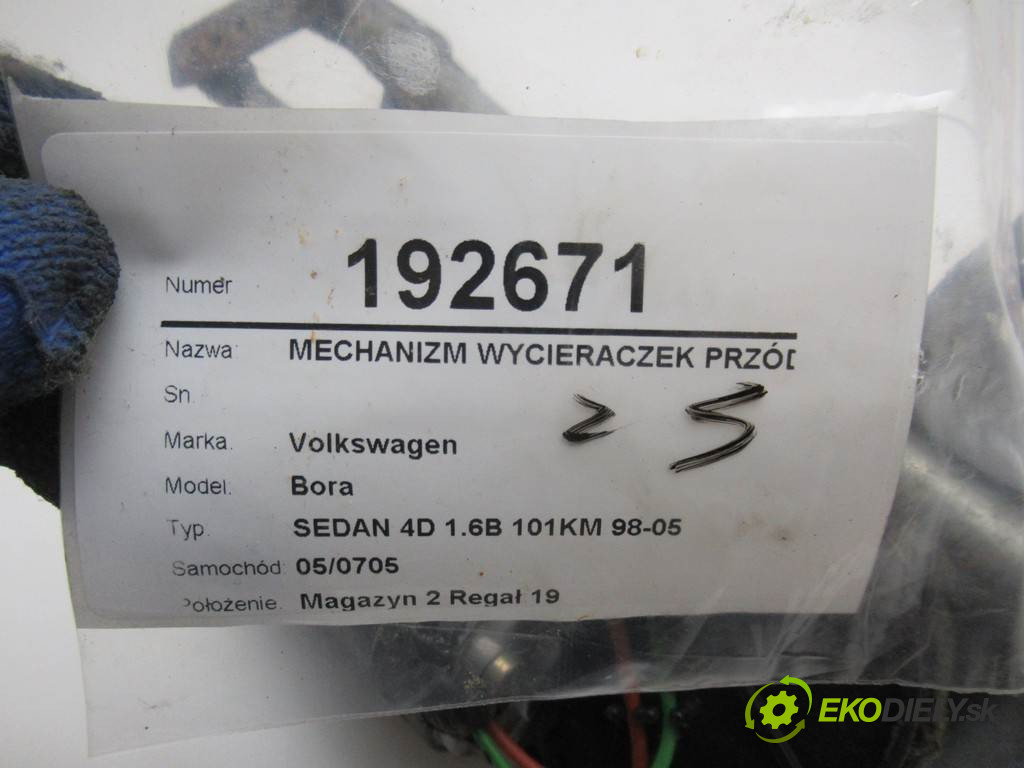 Numer 192671
Nazwa: MECHANIZM WYCIERACZEK PRZÓD
Sn.
Marka: Volkswagen
Model: Bora
Typ: SEDAN 4D 1.6B 101KM 98-05
Samochód: 05/0705
Położenie: Magazyn 2 Regał 19
25
EKODIELY.sk